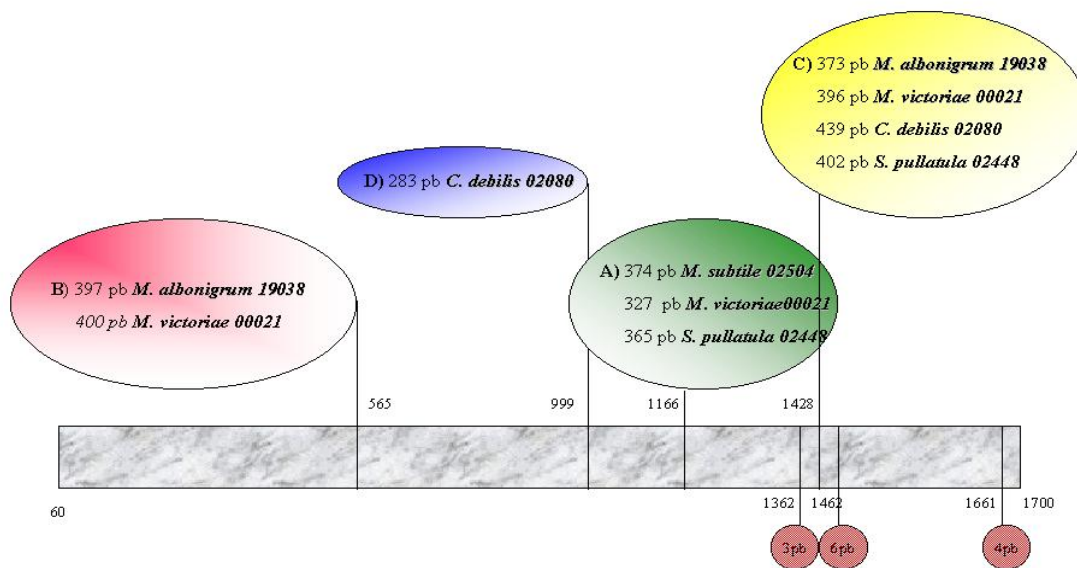 C) 373 pb M. albonigrum 19038
396 pb M. victoriae 00021
439 pb C. debilis 02080
402 pb S. pullatula 02448
D) 283 pb C. debilis 02080
B) 397 pb M. albonigrum 19038
400 pb M. victoriae 00021
A) 374 pb M. subtile 02504
327 pb M. victoriae00021
365 pb S. pullatula 02448
565 999 1166 1428
60 1362 1462 1661 1700
3pb 6pb 4pb